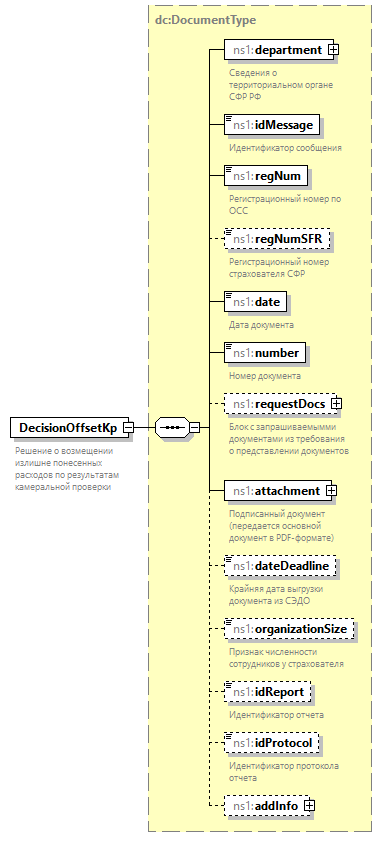 dc:DocumentType
ns1:department
Сведения о
территориальном органе
СФР РФ
ns1:idMessage
Идентификатор сообщения
ns1:regNum
Регистрационный номер по
ОСС
ns1:regNumSFR
Регистрационный номер
страхователя СФР
ns1:date
Дата документа
ns1:number
Номер документа
ns1:requestDocs
Блок с запрашиваемымми
документами из требования
о представлении документов
DecisionOffsetKp
Решение о возмещении
излишне понесенных
расходов по результатам
камеральной проверки
ns1:attachment
Подписанный документ
(передается основной
документ в PDF-формате)
ns1:dateDeadline
Крайняя дата выгрузки
документа из СЭДО
ns1:organizationSize
Признак численности
сотрудников у страхователя
ns1:idReport
Идентификатор отчета
ns1:idProtocol
Идентификатор протокола
отчета
ns1:addInfo